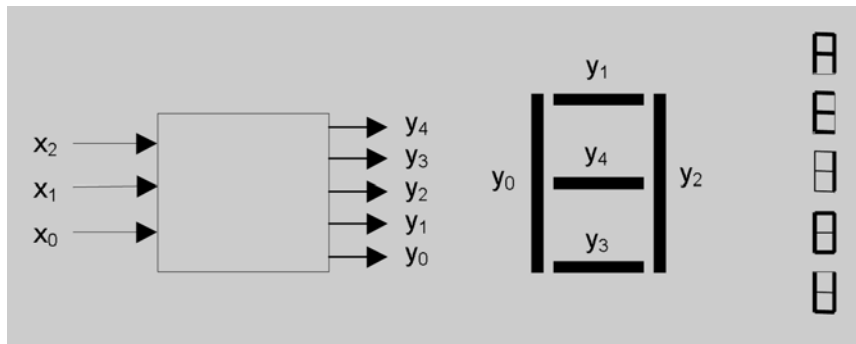 x₂
x₁
x₀
y₄
y₃
y₂
y₁
y₀
y₁
y₄
y₀
y₂
y₃
A
E
I
O
U